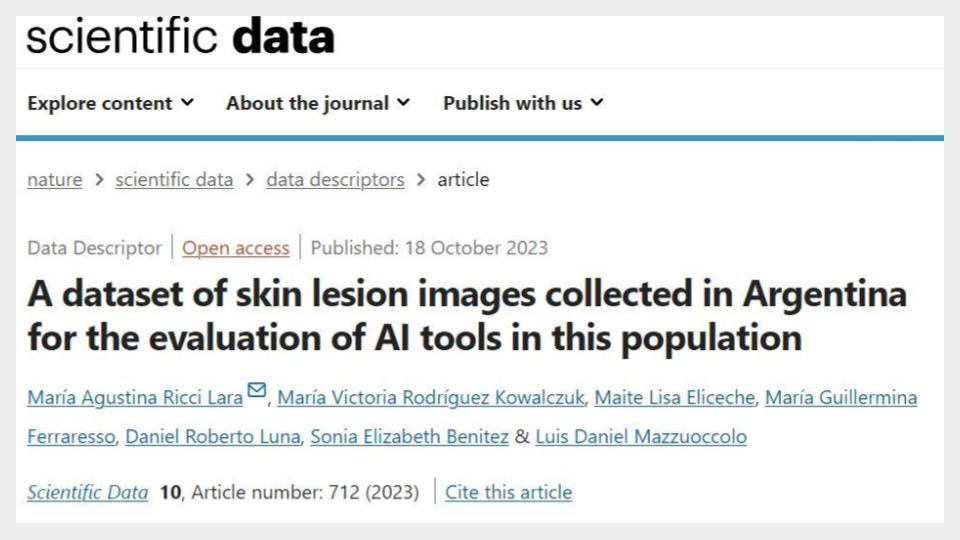 scientific data
Explore content About the journal Publish with us
nature > scientific data > data descriptors > article
Data Descriptor | Open access | Published: 18 October 2023
A dataset of skin lesion images collected in Argentina
for the evaluation of AI tools in this population
María Agustina Ricci Lara, María Victoria Rodríguez Kowalczuk, Maite Lisa Eliceche, María Guillermina
Ferraresso, Daniel Roberto Luna, Sonia Elizabeth Benitez & Luis Daniel Mazzuoccolo
Scientific Data 10, Article number: 712 (2023) | Cite this article